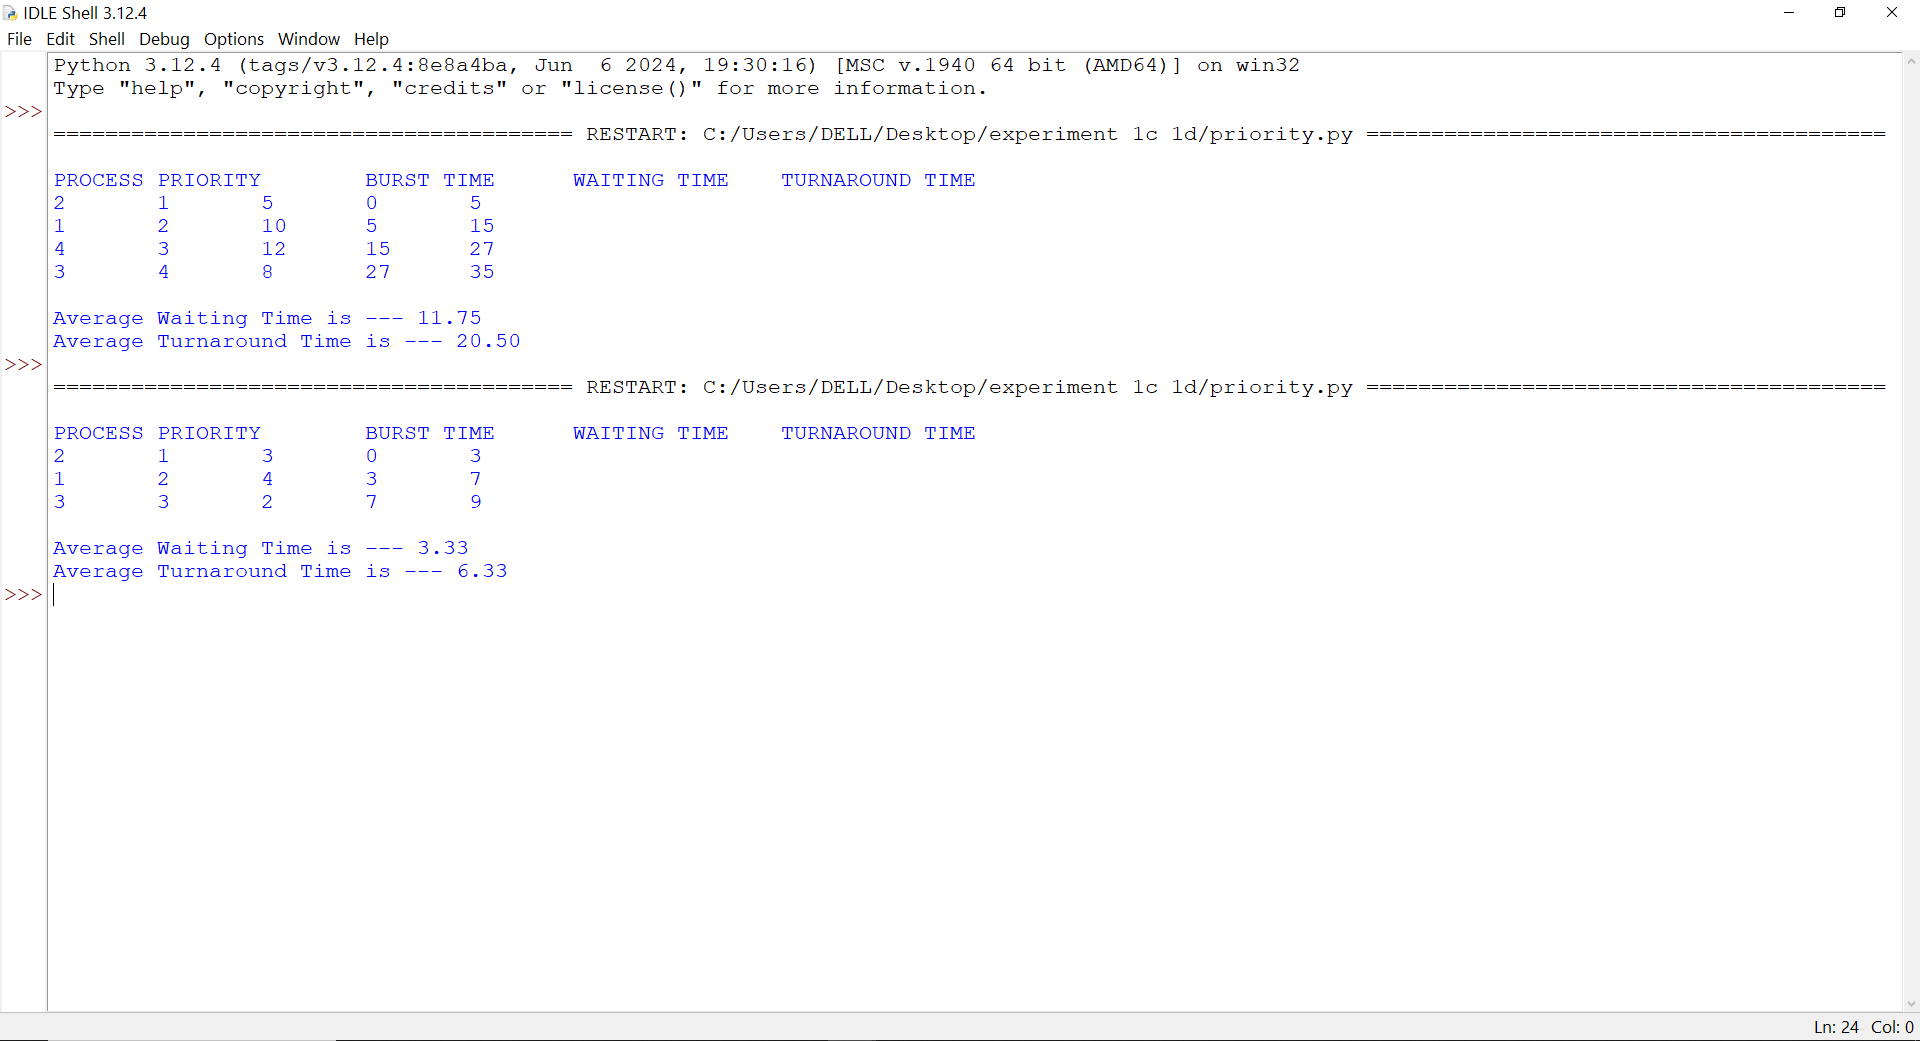 IDLE Shell 3.12.4
File Edit Shell Debug Options Window Help
Python 3.12.4 (tags/v3.12.4:8e8a4ba, Jun  6 2024, 19:30:16) [MSC v.1940 64 bit (AMD64)] on win32
Type "help", "copyright", "credits" or "license()" for more information.
>>>
======================================== RESTART: C:/Users/DELL/Desktop/experiment 1c 1d/priority.py ========================================
PROCESS PRIORITY        BURST TIME      WAITING TIME    TURNAROUND TIME
2       1       5       0       5
1       2       10      5       15
4       3       12      15      27
3       4       8       27      35
Average Waiting Time is --- 11.75
Average Turnaround Time is --- 20.50
>>>
======================================== RESTART: C:/Users/DELL/Desktop/experiment 1c 1d/priority.py ========================================
PROCESS PRIORITY        BURST TIME      WAITING TIME    TURNAROUND TIME
2       1       3       0       3
1       2       4       3       7
3       3       2       7       9
Average Waiting Time is --- 3.33
Average Turnaround Time is --- 6.33
>>>
Ln: 24 Col: 0